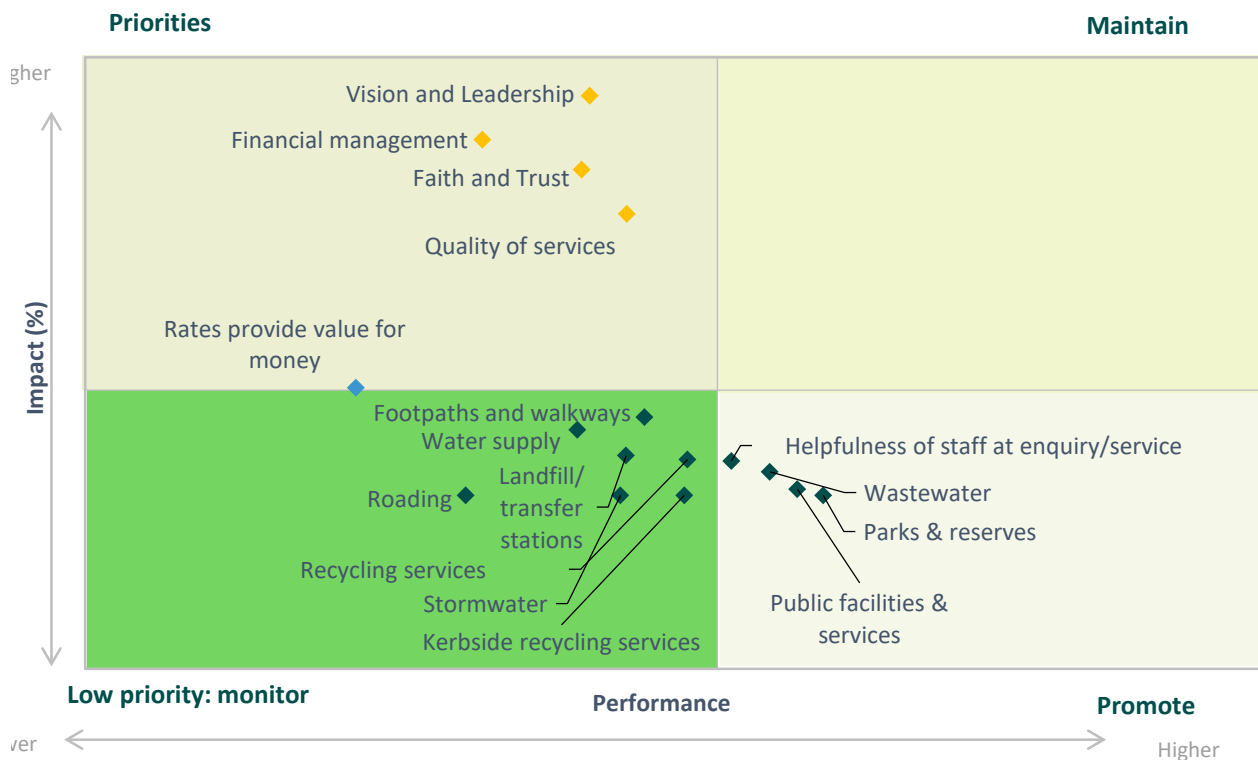 Priorities
Maintain
gher
Vision and Leadership
Financial management
Faith and Trust
Quality of services
Impact (%)
Rates provide value for
money
Footpaths and walkways
Water supply
Helpfulness of staff at enquiry/service
Landfill/
transfer
stations
Roading
Wastewater
Parks & reserves
Recycling services
Stormwater
Public facilities &
services
Kerbside recycling services
Low priority: monitor
Performance
Promote
ver
Higher